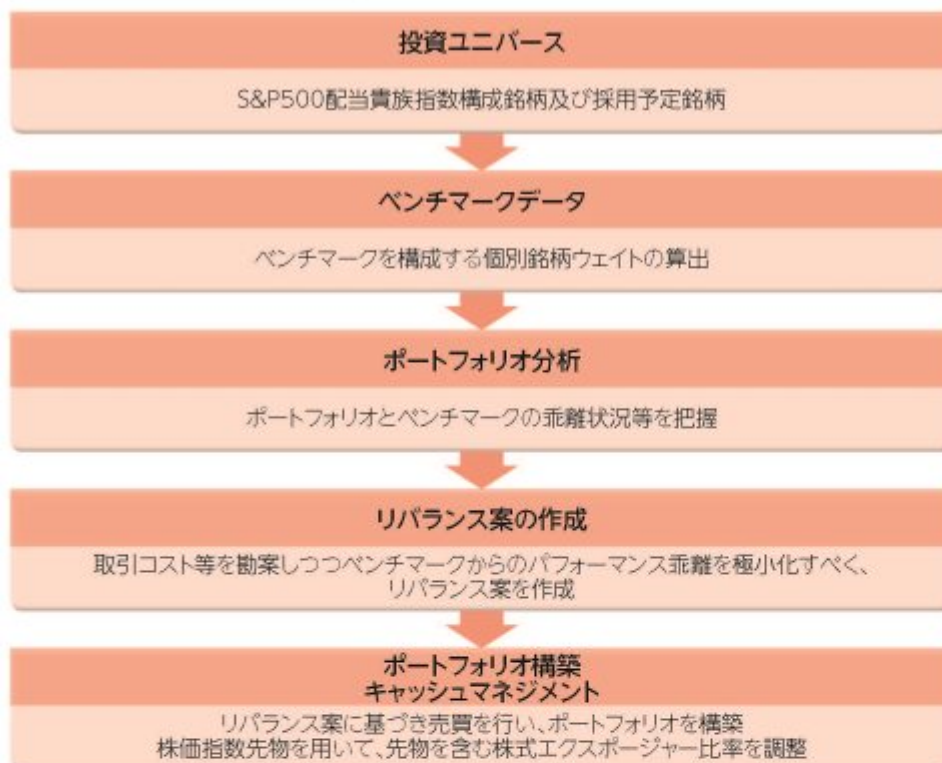 投資ユニバース
S&P500配当貴族指数構成銘柄及び採用予定銘柄
ベンチマークデータ
ベンチマークを構成する個別銘柄ウェイトの算出
ポートフォリオ分析
ポートフォリオとベンチマークの乖離状況等を把握
リバランス案の作成
取引コスト等を勘案しつつベンチマークからのパフォーマンス乖離を極小化すべく、
リバランス案を作成
ポートフォリオ構築
キャッシュマネジメント
リバランス案に基づき売買を行い、ポートフォリオを構築
株価指数先物を用いて、先物を含む株式エクスポージャー比率を調整